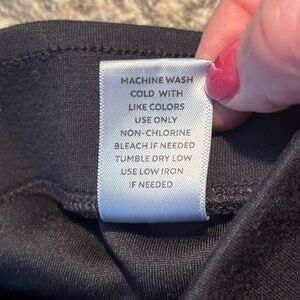 MACHINE WASH
COLD WITH
LIKE COLORS
USE ONLY
NON-CHLORINE
BLEACH IF NEEDED
TUMBLE DRY LOW
USE LOW IRON
IF NEEDED